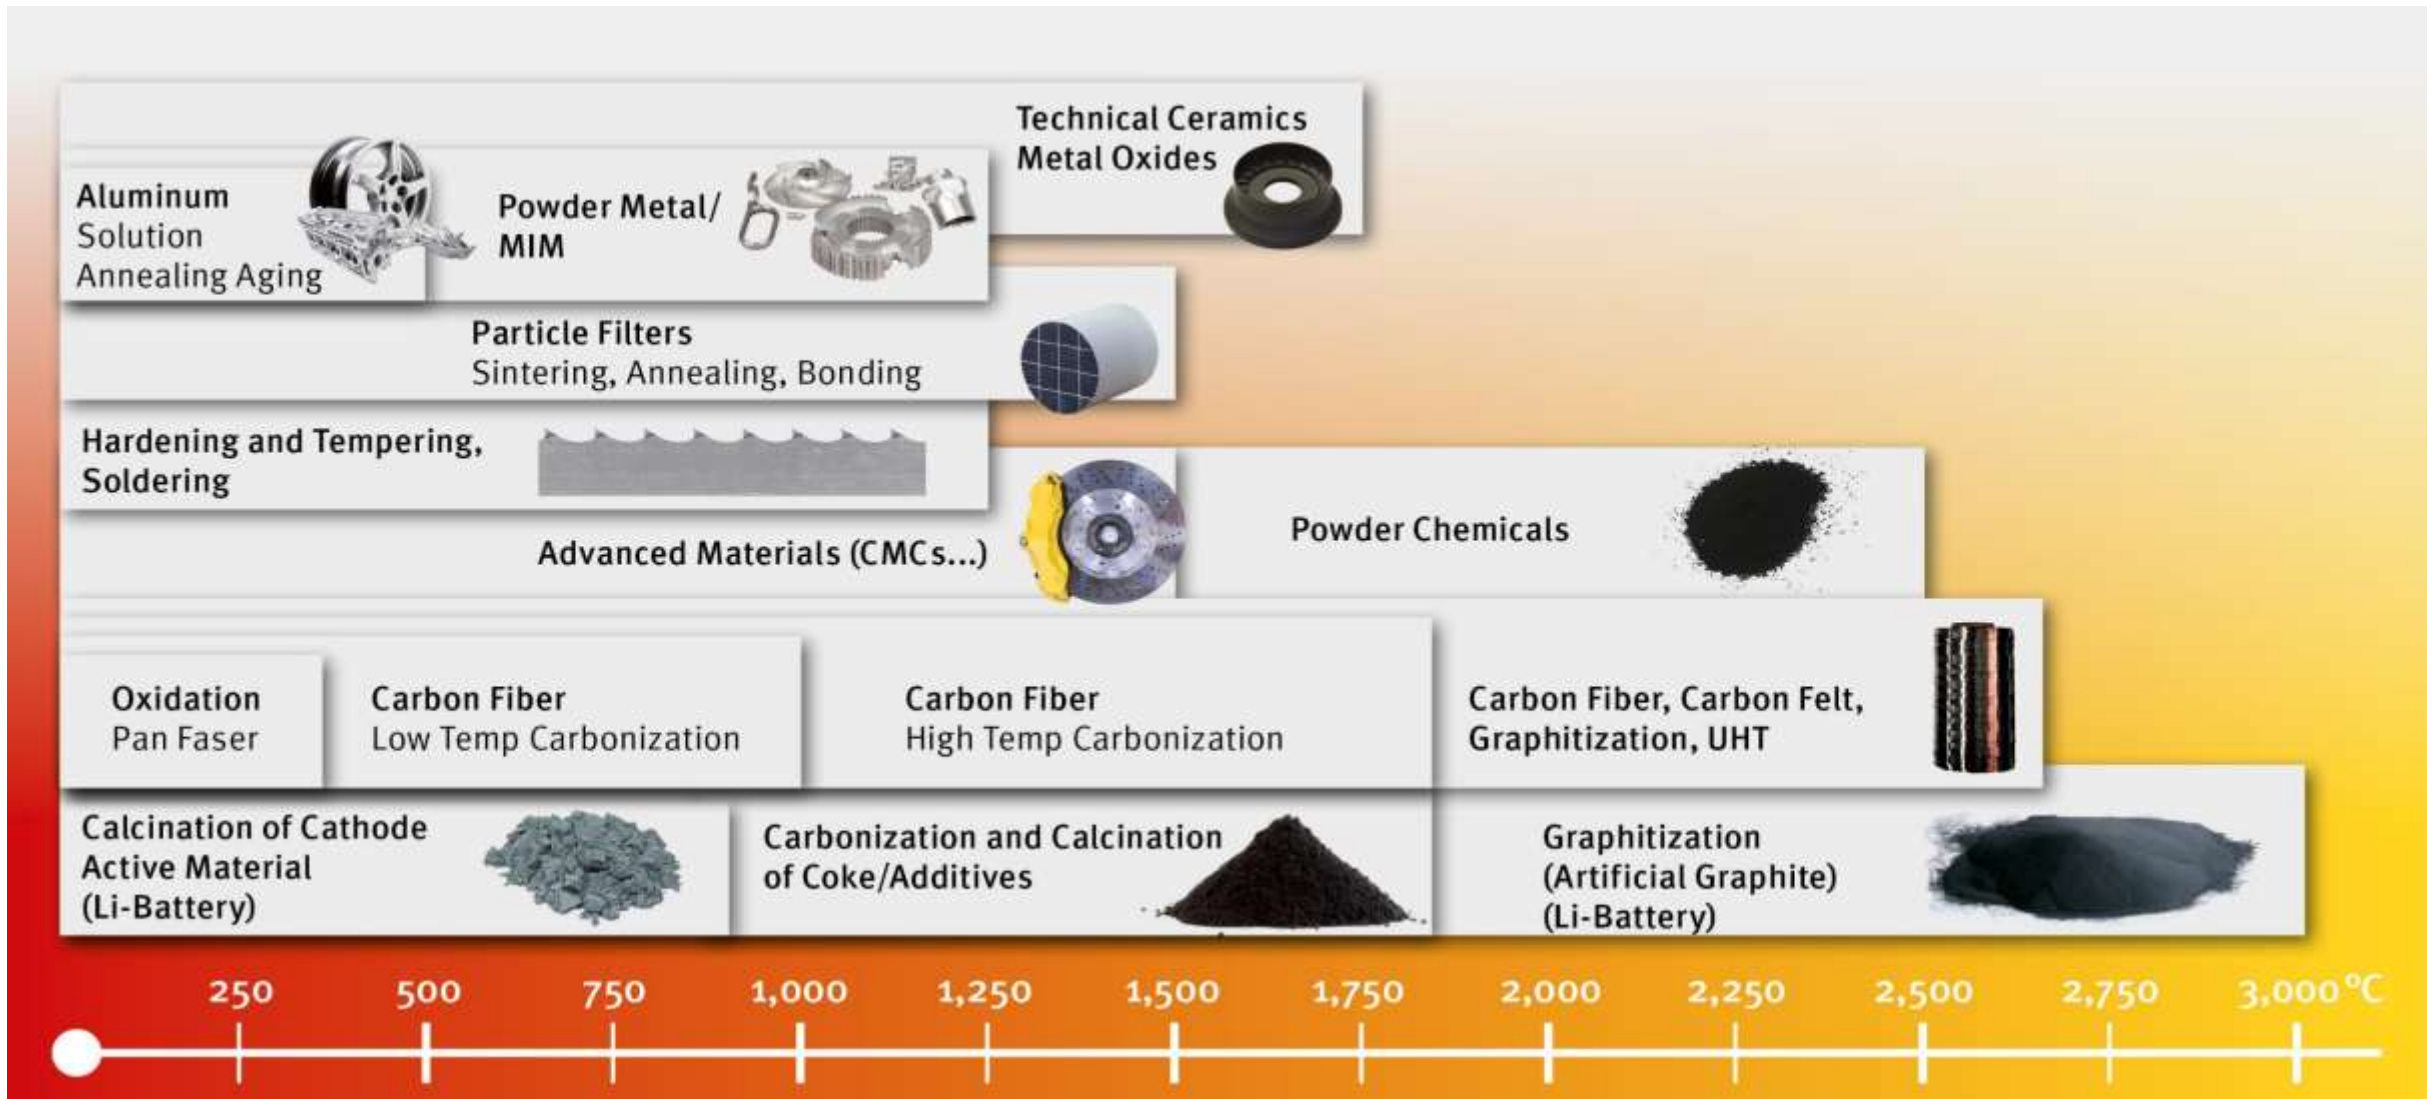 Technical Ceramics
Metal Oxides
Aluminum
Solution
Annealing Aging
Powder Metal/
MIM
Particle Filters
Sintering, Annealing, Bonding
Hardening and Tempering,
Soldering
Advanced Materials (CMCs...)
Powder Chemicals
Oxidation
Pan Faser
Carbon Fiber
Low Temp Carbonization
Carbon Fiber
High Temp Carbonization
Carbon Fiber, Carbon Felt,
Graphitization, UHT
Calcination of Cathode
Active Material
(Li-Battery)
Carbonization and Calcination
of Coke/Additives
Graphitization
(Artificial Graphite)
(Li-Battery)
250 500 750 1,000 1,250 1,500 1,750 2,000 2,250 2,500 2,750 3,000 °C